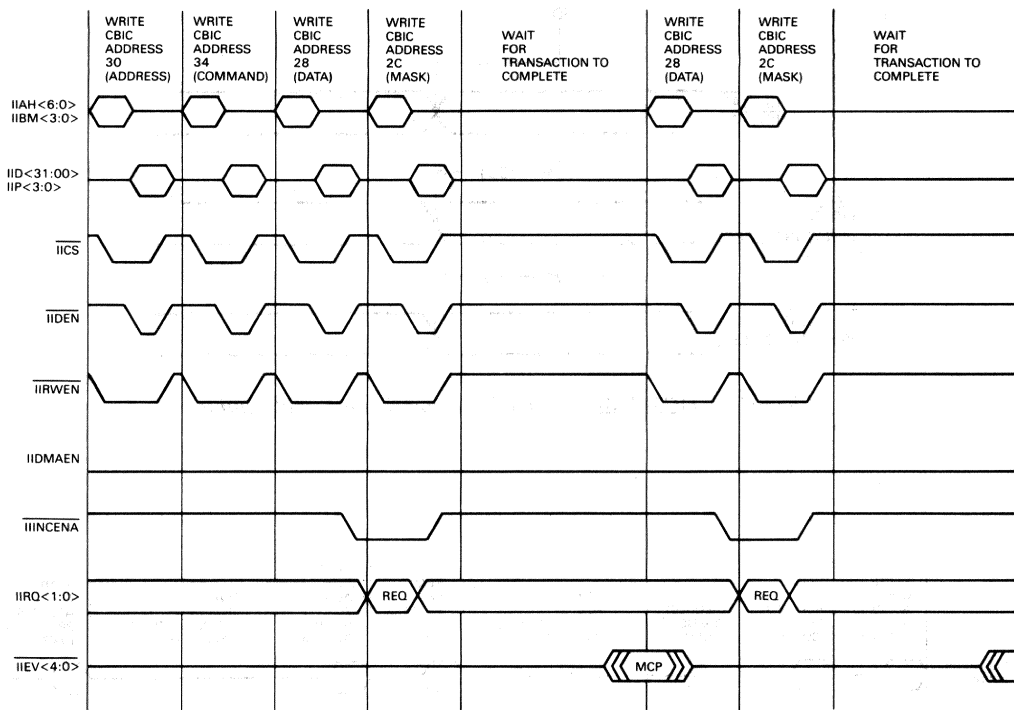 WRITE
CBIC
ADDRESS
30
(ADDRESS)
WRITE
CBIC
ADDRESS
34
(COMMAND)
WRITE
CBIC
ADDRESS
28
(DATA)
WRITE
CBIC
ADDRESS
2C
(MASK)
WAIT
FOR
TRANSACTION TO
COMPLETE
WRITE
CBIC
ADDRESS
28
(DATA)
WRITE
CBIC
ADDRESS
2C
(MASK)
WAIT
FOR
TRANSACTION TO
COMPLETE
IIAH<6:0>
IIBM<3:0>
IID<31:00>
IIP<3:0>
IICS
IIDEN
IIRWEN
IIDMAEN
IIINCENA
IIRQ<1:0>
REQ
REQ
IIEV<4:0>
MCP